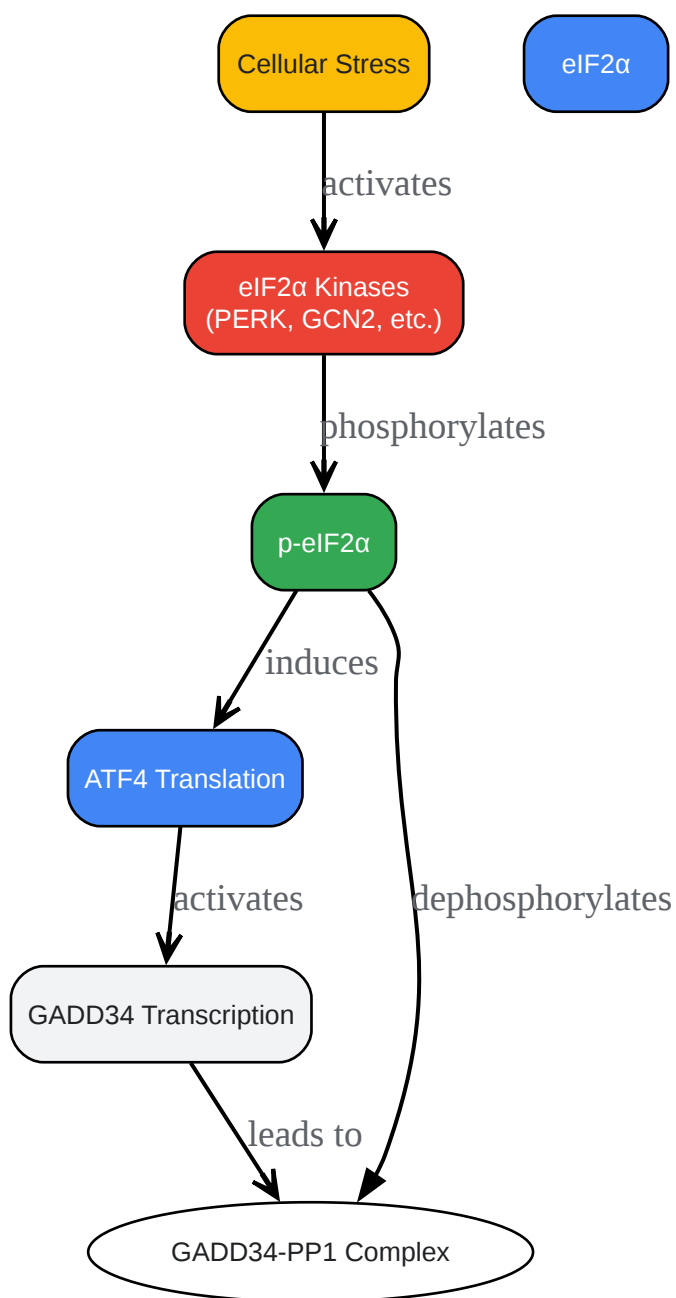 Cellular Stress
eIF2α
activates
eIF2α Kinases
(PERK, GCN2, etc.)
phosphorylates
p-eIF2α
induces
ATF4 Translation
activates
dephosphorylates
GADD34 Transcription
leads to
GADD34-PP1 Complex